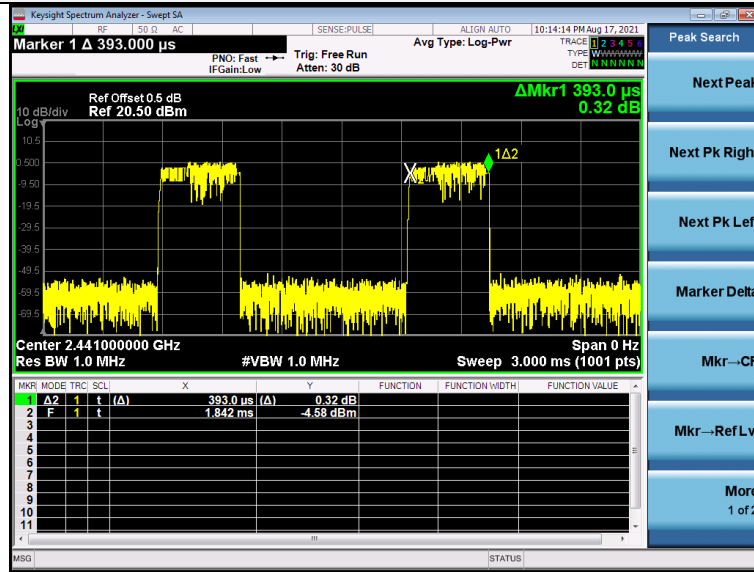 Keysight Spectrum Analyzer - Swept SA
LXI RF 50 Ω AC SENSE:PULSE ALIGN AUTO 10:14:14 PM Aug 17, 2021
Marker 1 Δ 393.000 µs Avg Type: Log-Pwr TRACE 1 2 3 4 5 6
PNO: Fast Trig: Free Run TYPE WWWWWW
IFGain:Low Atten: 30 dB DET N N N N N N
Peak Search
ΔMkr1 393.0 µs
0.32 dB
Ref Offset 0.5 dB
10 dB/div Ref 20.50 dBm
Log
10.5
0.500
-9.50
-19.5
-29.5
-39.5
-49.5
-59.5
-69.5
1Δ2
Center 2.441000000 GHz Span 0 Hz
Res BW 1.0 MHz #VBW 1.0 MHz Sweep 3.000 ms (1001 pts)
MKR MODE TRC SCL X Y FUNCTION FUNCTION WIDTH FUNCTION VALUE
1 Δ2 1 t (Δ) 393.0 µs (Δ) 0.32 dB
2 F 1 t 1.842 ms -4.58 dBm
3
4
5
6
7
8
9
10
11
MSG STATUS
Next Peak
Next Pk Righ
Next Pk Lef
Marker Delta
Mkr→CF
Mkr→Ref Lv
More
1 of 2